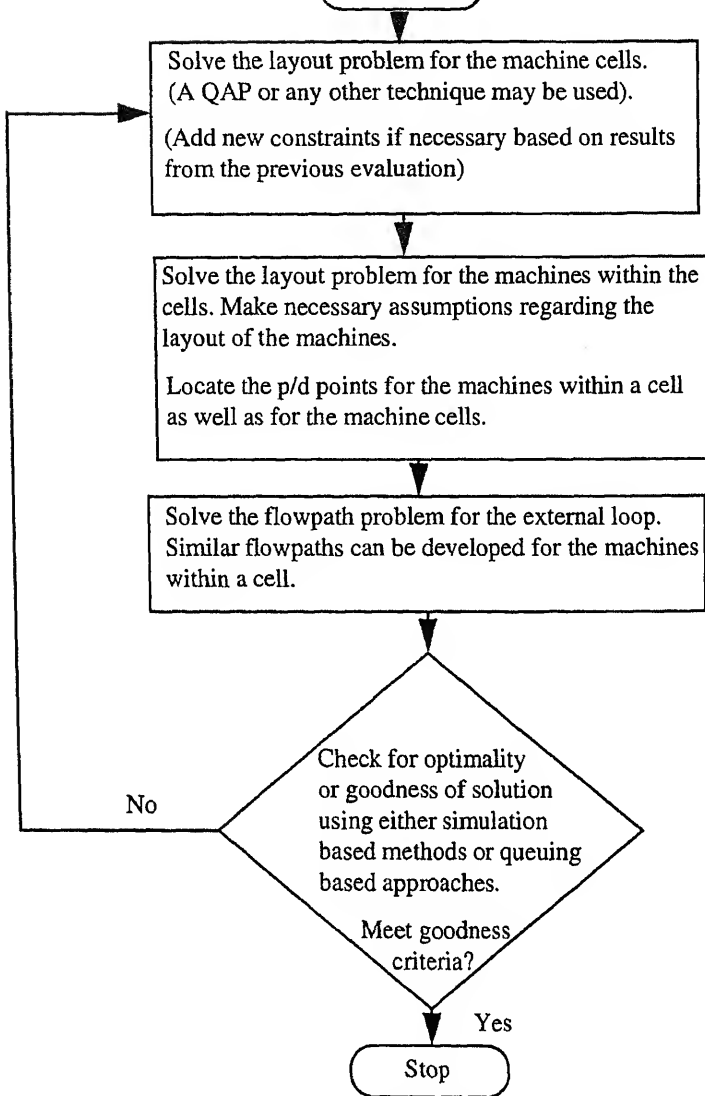 Solve the layout problem for the machine cells.
(A QAP or any other technique may be used).
(Add new constraints if necessary based on results
from the previous evaluation)
Solve the layout problem for the machines within the
cells. Make necessary assumptions regarding the
layout of the machines.
Locate the p/d points for the machines within a cell
as well as for the machine cells.
Solve the flowpath problem for the external loop.
Similar flowpaths can be developed for the machines
within a cell.
Check for optimality
or goodness of solution
using either simulation
based methods or queuing
based approaches.
Meet goodness
criteria?
No
Yes
Stop